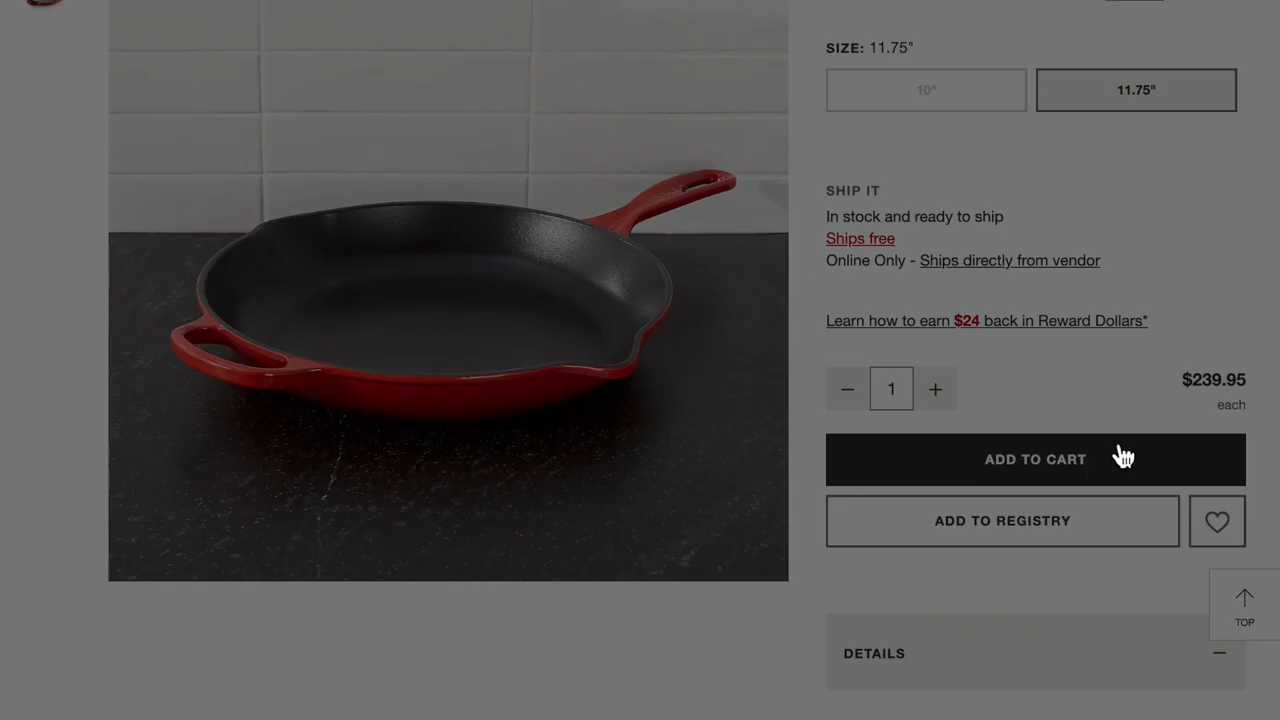 SIZE: 11.75"
10"
11.75"
SHIP IT
In stock and ready to ship
Ships free
Online Only - Ships directly from vendor
Learn how to earn $24 back in Reward Dollars*
− 1 +
$239.95
each
ADD TO CART
ADD TO REGISTRY
TOP
DETAILS −